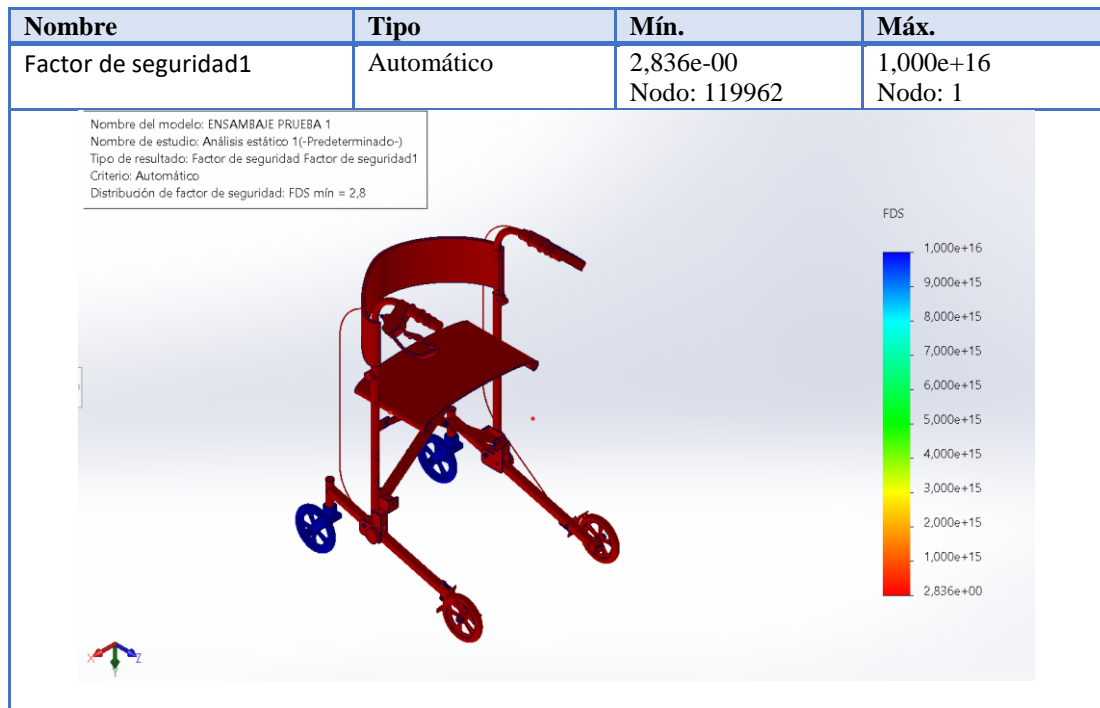 Nombre Tipo Mín. Máx.
Factor de seguridad1 Automático 2,836e-00 1,000e+16
Nodo: 119962 Nodo: 1
Nombre del modelo: ENSAMBAJE PRUEBA 1
Nombre de estudio: Análisis estático 1(-Predeterminado-)
Tipo de resultado: Factor de seguridad Factor de seguridad1
Criterio: Automático
Distribución de factor de seguridad: FDS mín = 2,8
FDS
1,000e+16
9,000e+15
8,000e+15
7,000e+15
6,000e+15
5,000e+15
4,000e+15
3,000e+15
2,000e+15
1,000e+15
2,836e+00
X Y Z